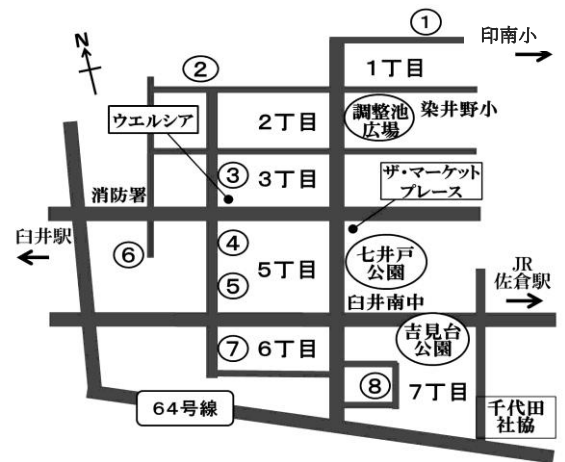 ①
印南小
N
②
1丁目
ウエルシア
2丁目
調整池
広場
染井野小
③
3丁目
ザ・マーケット
プレース
消防署
臼井駅
④
⑥
⑤
5丁目
七井戸
公園
JR
佐倉駅
臼井南中
吉見台
公園
⑦
6丁目
⑧
7丁目
64号線
千代田
社協